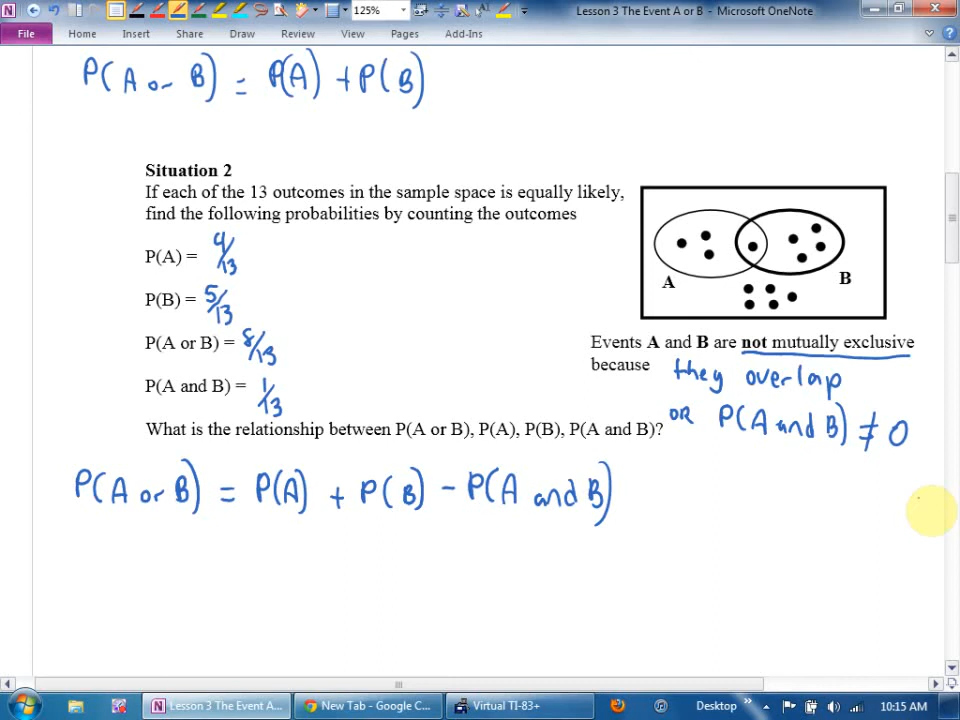 125%
Lesson 3 The Event A or B - Microsoft OneNote
File Home Insert Share Draw Review View Pages Add-Ins
P(A or B) = P(A) + P(B)
Situation 2
If each of the 13 outcomes in the sample space is equally likely,
find the following probabilities by counting the outcomes
P(A) = 4/13
P(B) = 5/13
P(A or B) = 8/13
P(A and B) = 1/13
A
B
Events A and B are not mutually exclusive
because they overlap
OR P(A and B) ≠ 0
What is the relationship between P(A or B), P(A), P(B), P(A and B)?
P(A or B) = P(A) + P(B) - P(A and B)
Lesson 3 The Event A... New Tab - Google C... Virtual TI-83+ Desktop 10:15 AM